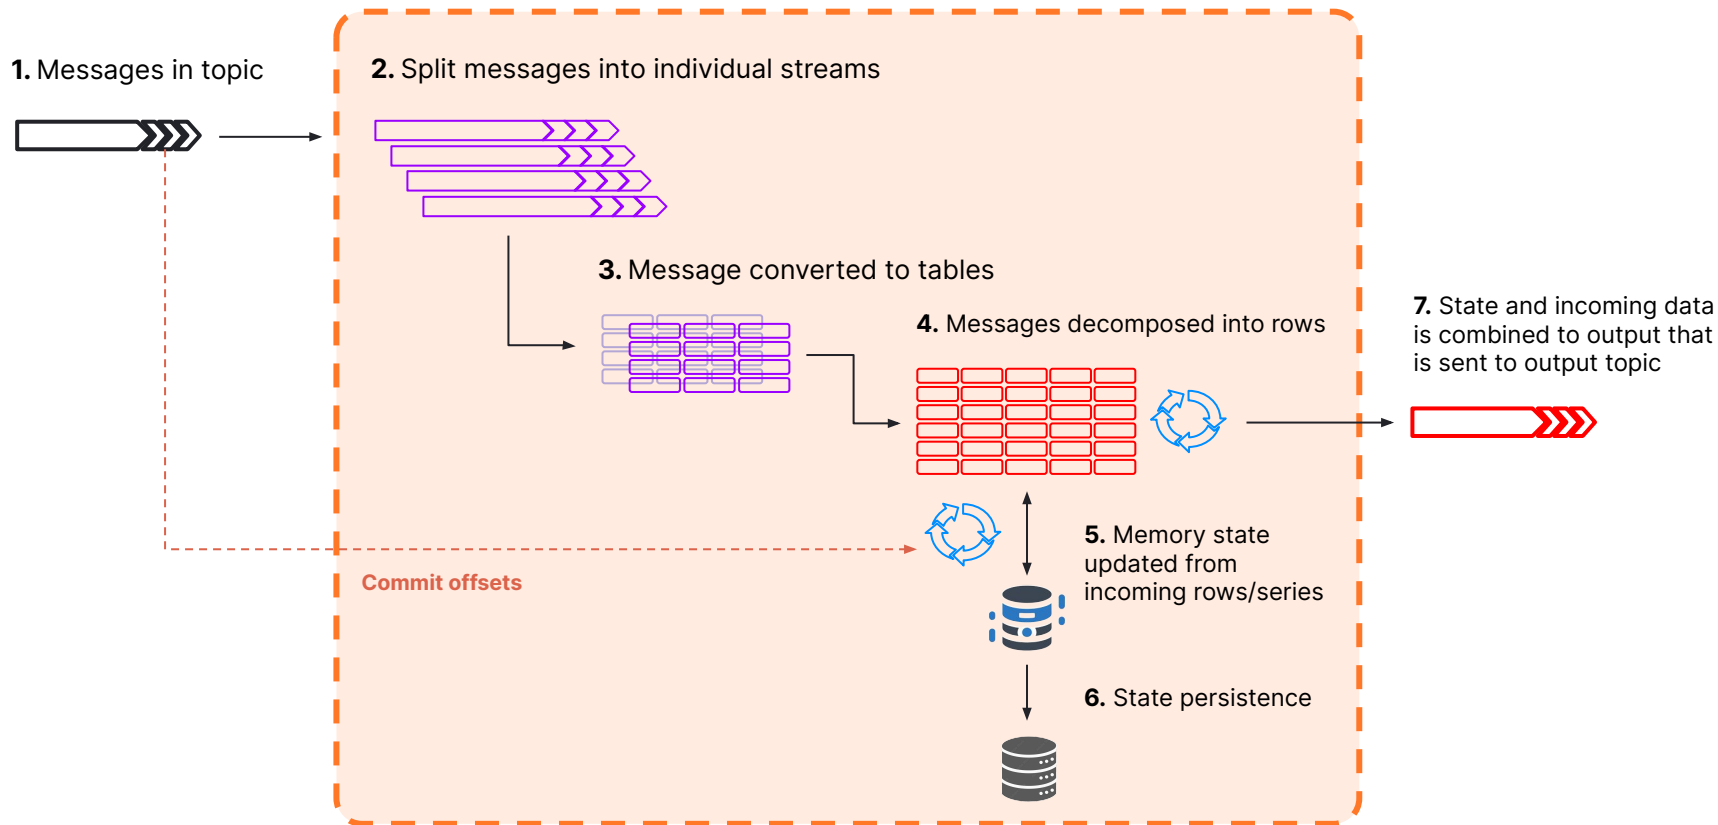 1. Messages in topic
2. Split messages into individual streams
3. Message converted to tables
4. Messages decomposed into rows
7. State and incoming data
is combined to output that
is sent to output topic
5. Memory state
updated from
incoming rows/series
Commit offsets
6. State persistence